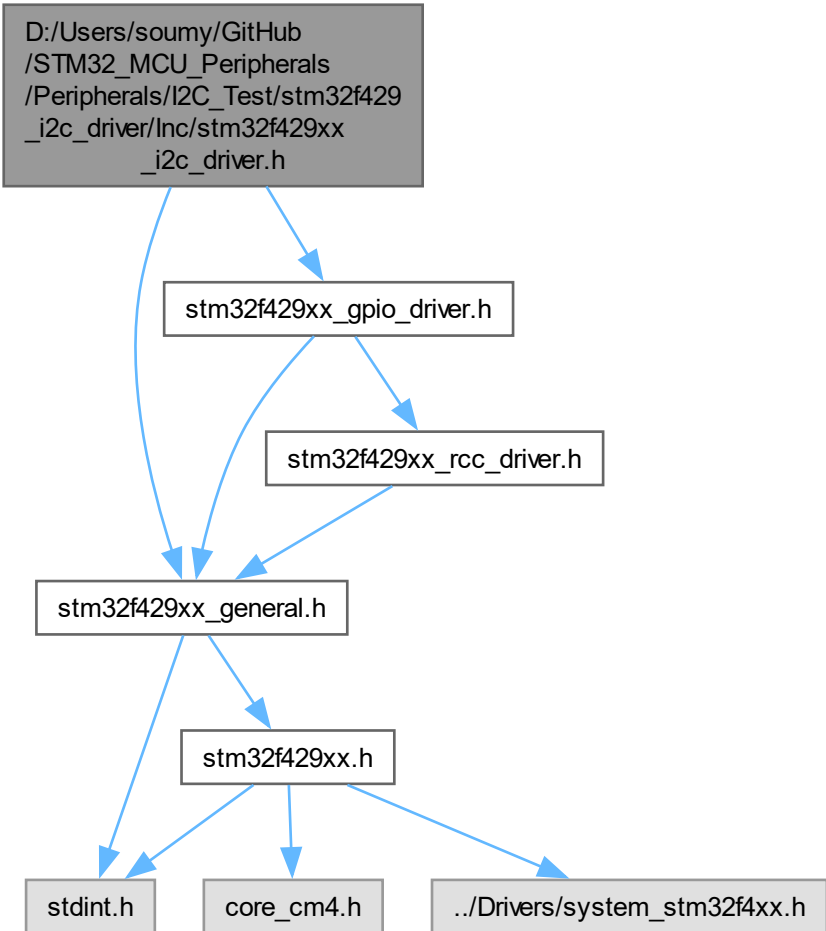 D:/Users/soumy/GitHub
/STM32_MCU_Peripherals
/Peripherals/I2C_Test/stm32f429
_i2c_driver/Inc/stm32f429xx
_i2c_driver.h
stm32f429xx_gpio_driver.h
stm32f429xx_rcc_driver.h
stm32f429xx_general.h
stm32f429xx.h
stdint.h
core_cm4.h
../Drivers/system_stm32f4xx.h